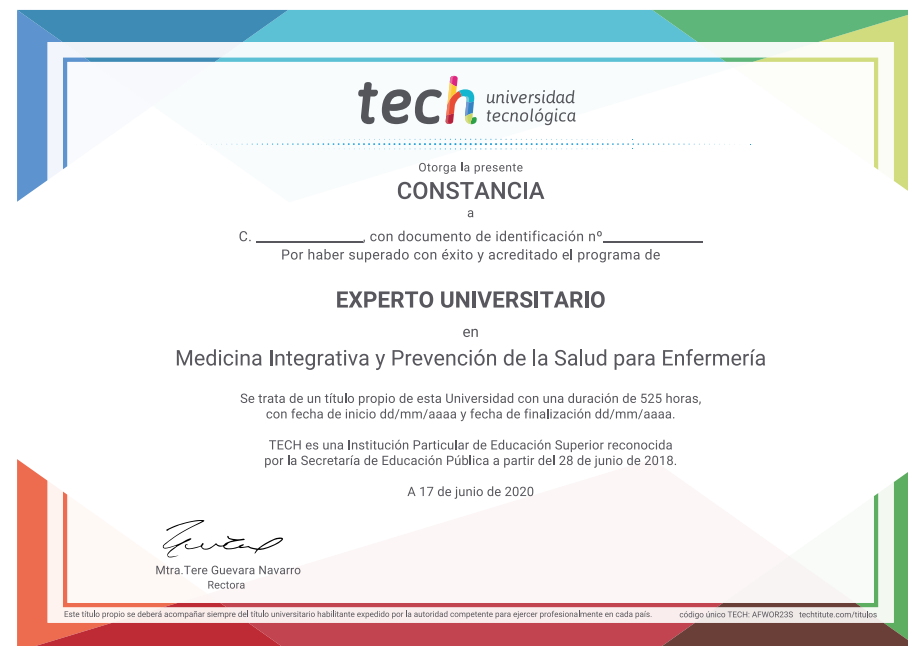 tech universidad
tecnológica
Otorga la presente
CONSTANCIA
a
C. ______________, con documento de identificación nº_____________
Por haber superado con éxito y acreditado el programa de
EXPERTO UNIVERSITARIO
en
Medicina Integrativa y Prevención de la Salud para Enfermería
Se trata de un título propio de esta Universidad con una duración de 525 horas,
con fecha de inicio dd/mm/aaaa y fecha de finalización dd/mm/aaaa.
TECH es una Institución Particular de Educación Superior reconocida
por la Secretaría de Educación Pública a partir del 28 de junio de 2018.
A 17 de junio de 2020
Mtra.Tere Guevara Navarro
Rectora
Este título propio se deberá acompañar siempre del título universitario habilitante expedido por la autoridad competente para ejercer profesionalmente en cada país. código único TECH: AFWOR23S techtitute.com/titulos